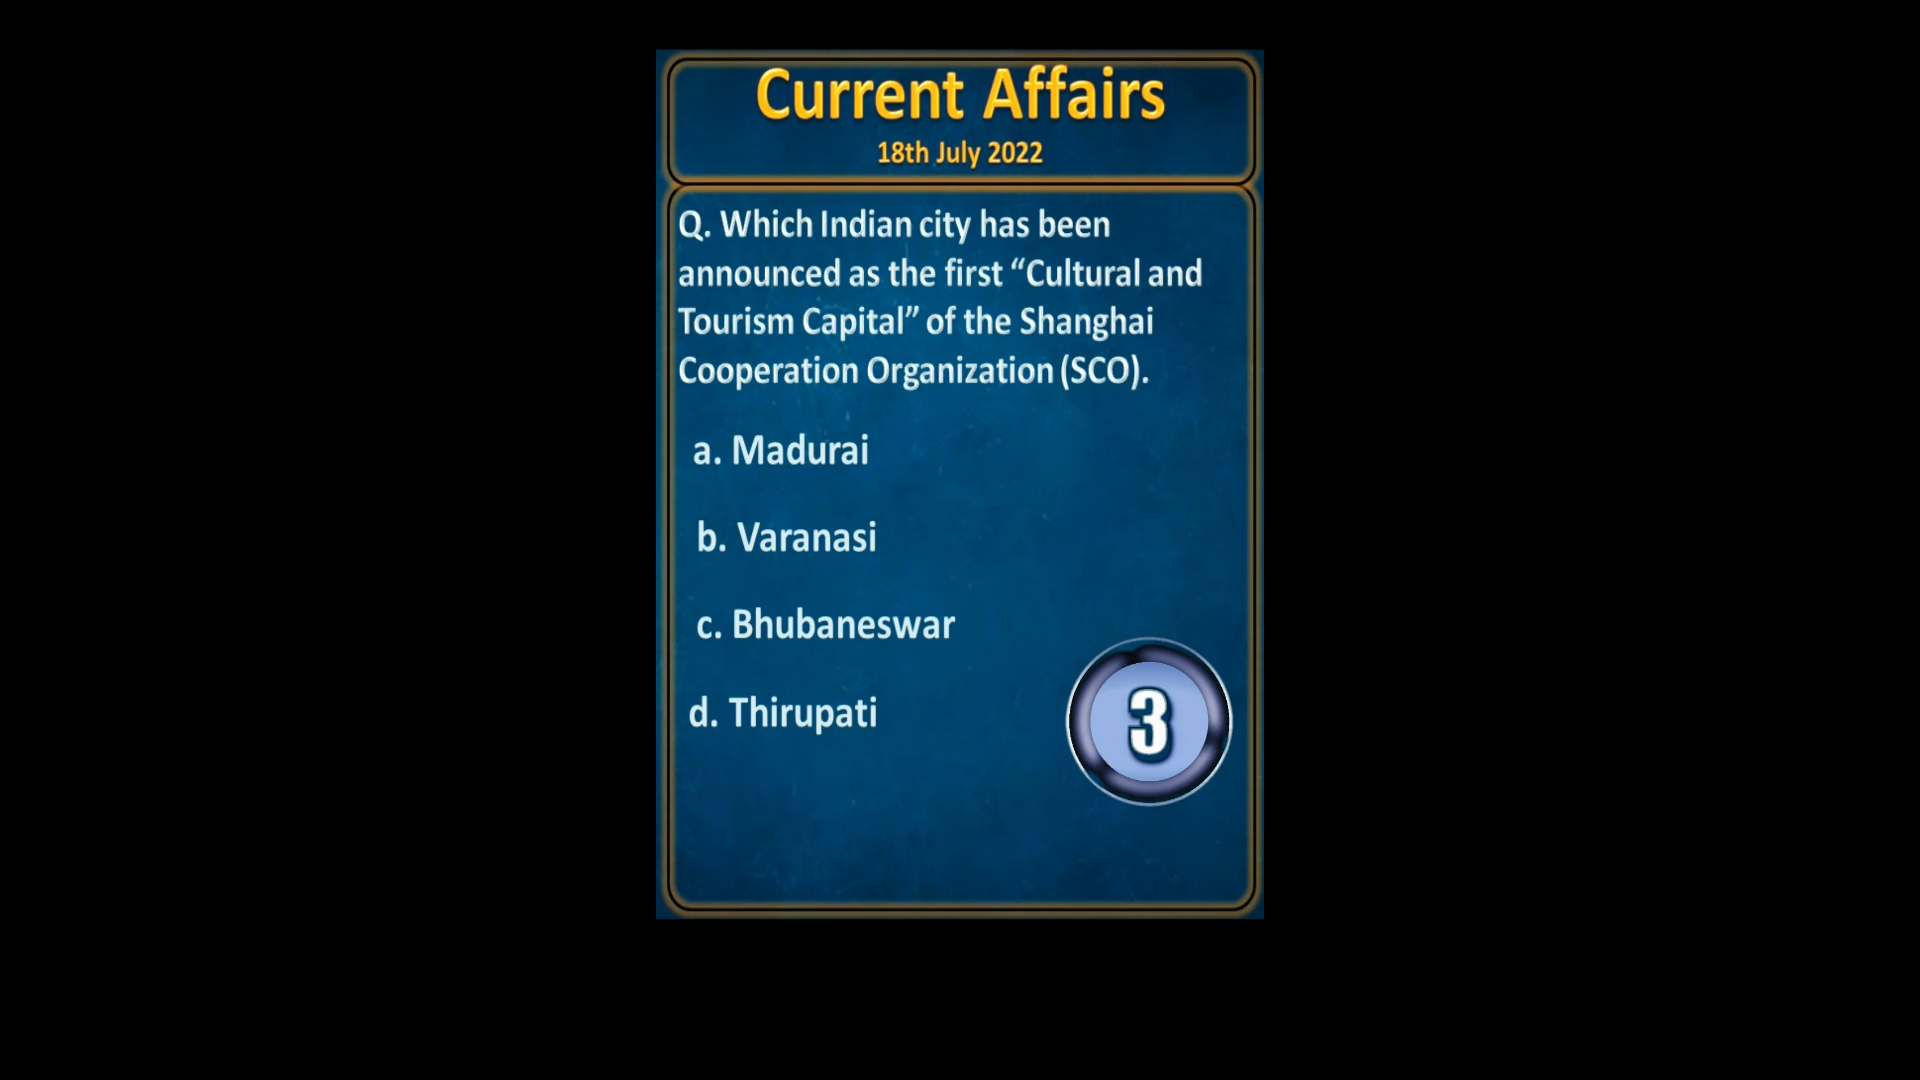 Current Affairs
18th July 2022
Q. Which Indian city has been
announced as the first “Cultural and
Tourism Capital” of the Shanghai
Cooperation Organization (SCO).
a. Madurai
b. Varanasi
c. Bhubaneswar
d. Thirupati
3